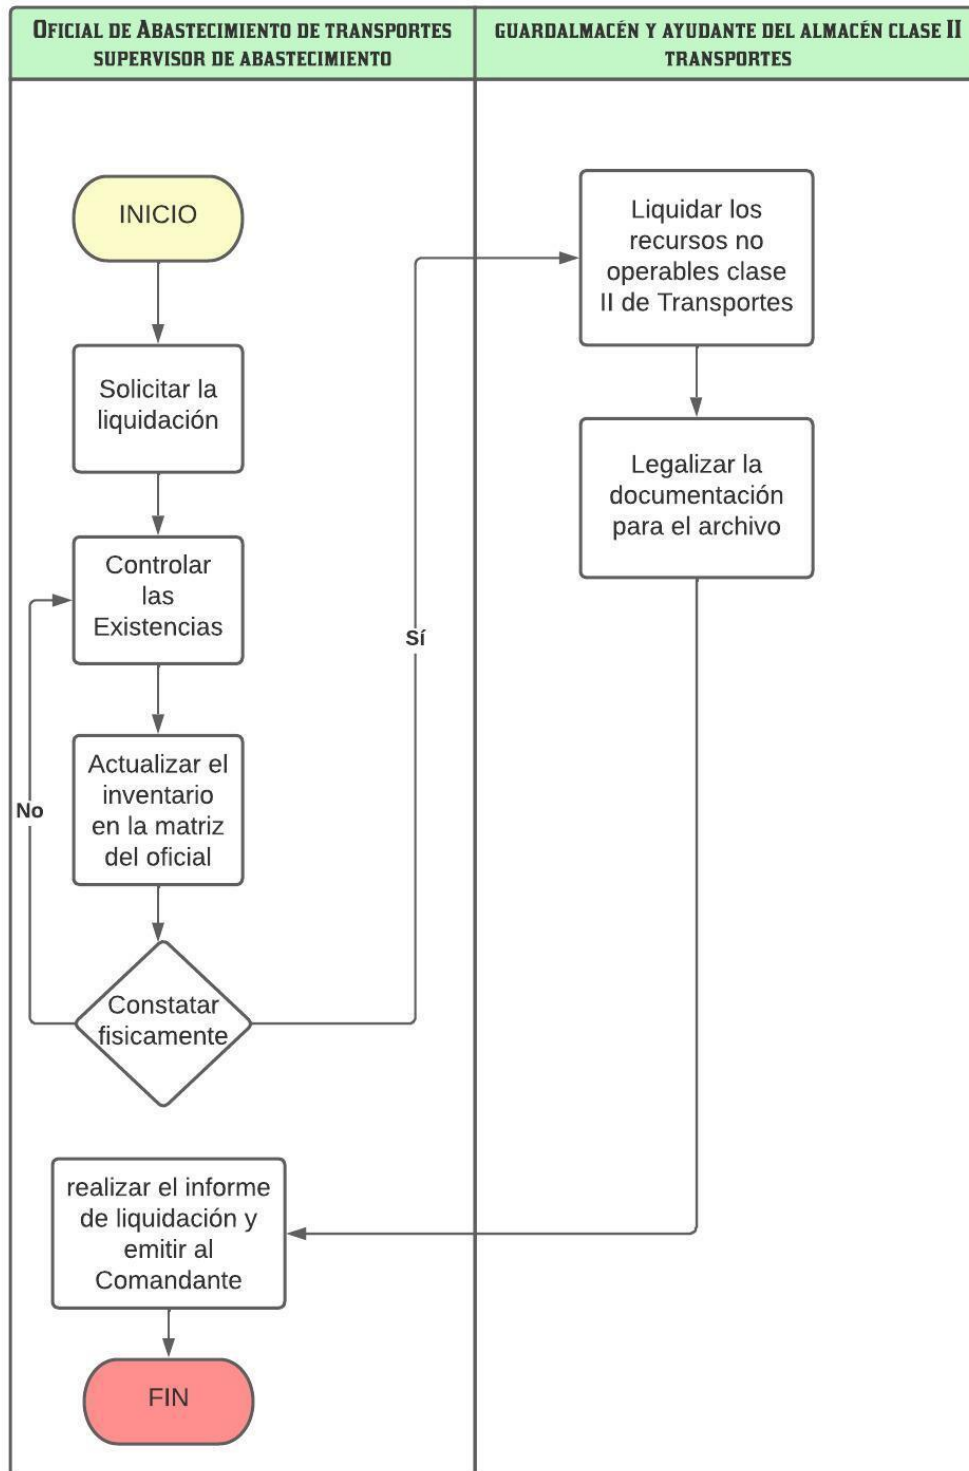 OFICIAL DE ABASTECIMIENTO DE TRANSPORTES
SUPERVISOR DE ABASTECIMIENTO
GUARDALMACÉN Y AYUDANTE DEL ALMACÉN CLASE II
TRANSPORTES
INICIO
Solicitar la
liquidación
Controlar
las
Existencias
Actualizar el
inventario
en la matriz
del oficial
No
Constatar
fisicamente
Sí
Liquidar los
recursos no
operables clase
II de Transportes
Legalizar la
documentación
para el archivo
realizar el informe
de liquidación y
emitir al
Comandante
FIN